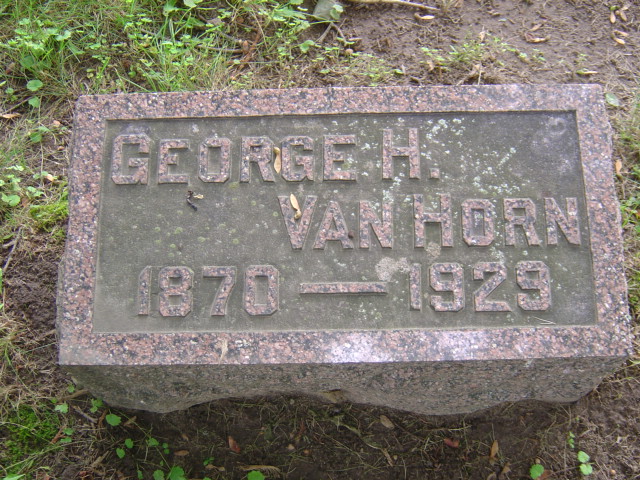 GEORGE H.
VAN HORN
1870 — 1929